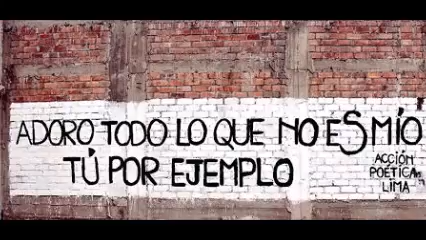 ADORO TODO LO QUE NO ES MÍO
TÚ POR EJEMPLO
ACCIÓN
POÉTICA
LIMA